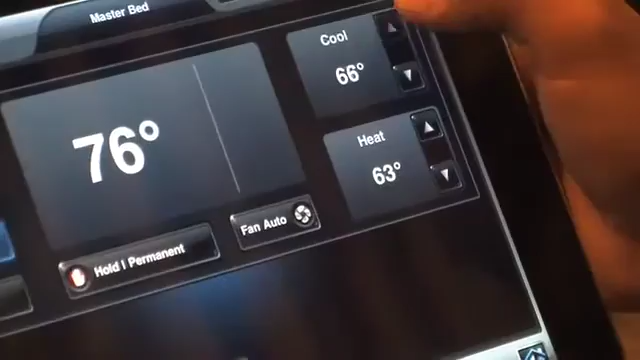 Master Bed
76°
Cool
66°
Heat
63°
Fan Auto
Hold | Permanent